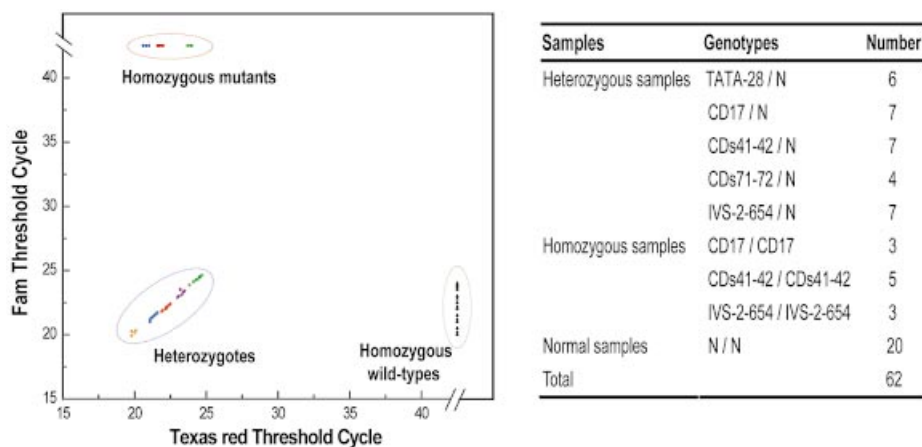 Fam Threshold Cycle
40
35
30
25
20
15
Homozygous mutants
Heterozygotes
Homozygous
wild-types
15 20 25 30 35 40
Texas red Threshold Cycle
Samples Genotypes Number
Heterozygous samples TATA-28 / N 6
CD17 / N 7
CDs41-42 / N 7
CDs71-72 / N 4
IVS-2-654 / N 7
Homozygous samples CD17 / CD17 3
CDs41-42 / CDs41-42 5
IVS-2-654 / IVS-2-654 3
Normal samples N / N 20
Total 62